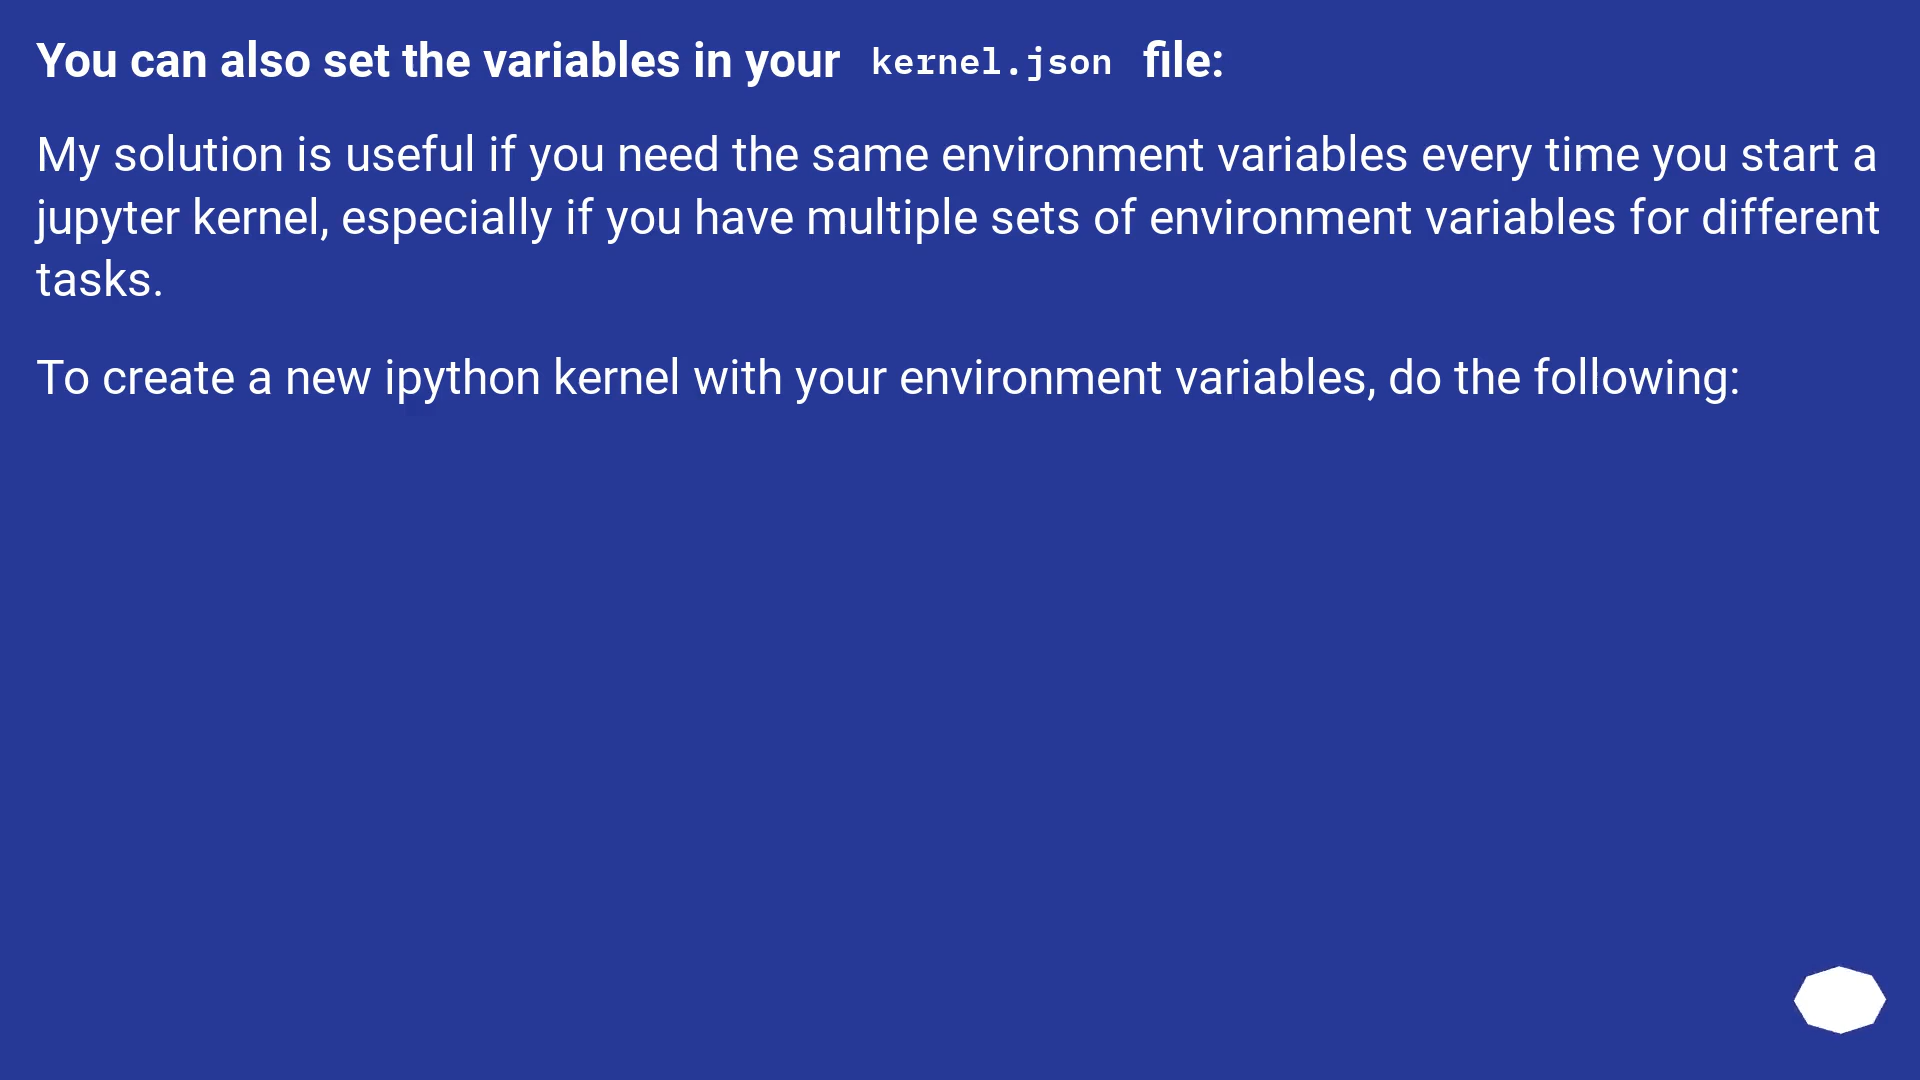 You can also set the variables in your kernel.json file:
My solution is useful if you need the same environment variables every time you start a
jupyter kernel, especially if you have multiple sets of environment variables for different
tasks.
To create a new ipython kernel with your environment variables, do the following: